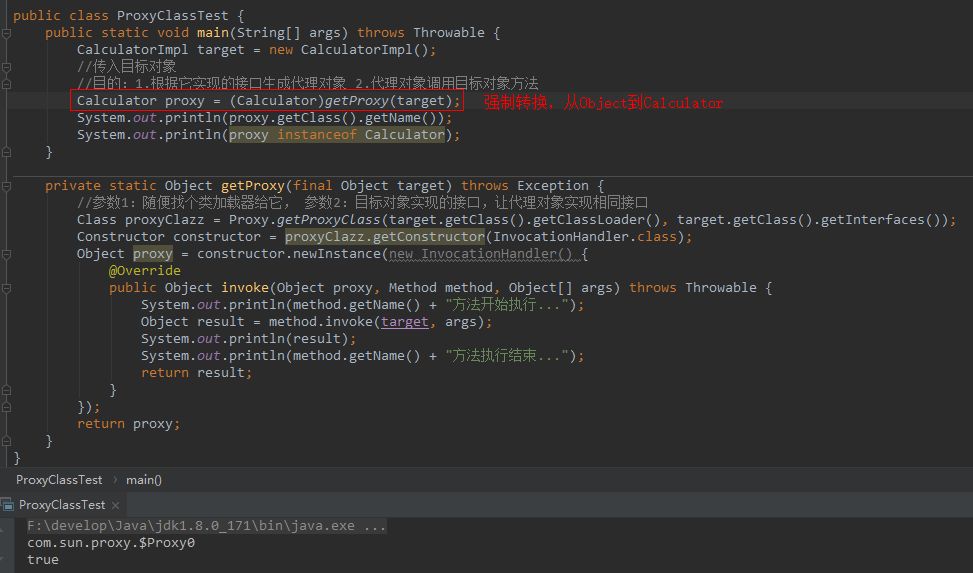 public class ProxyClassTest {
public static void main(String[] args) throws Throwable {
CalculatorImpl target = new CalculatorImpl();
//传入目标对象
//目的：1.根据它实现的接口生成代理对象 2.代理对象调用目标对象方法
Calculator proxy = (Calculator)getProxy(target); 强制转换，从Object到Calculator
System.out.println(proxy.getClass().getName());
System.out.println(proxy instanceof Calculator);
}
private static Object getProxy(final Object target) throws Exception {
//参数1：随便找个类加载器给它， 参数2：目标对象实现的接口，让代理对象实现相同接口
Class proxyClazz = Proxy.getProxyClass(target.getClass().getClassLoader(), target.getClass().getInterfaces());
Constructor constructor = proxyClazz.getConstructor(InvocationHandler.class);
Object proxy = constructor.newInstance(new InvocationHandler() {
@Override
public Object invoke(Object proxy, Method method, Object[] args) throws Throwable {
System.out.println(method.getName() + "方法开始执行...");
Object result = method.invoke(target, args);
System.out.println(result);
System.out.println(method.getName() + "方法执行结束...");
return result;
}
});
return proxy;
}
}
ProxyClassTest › main()
ProxyClassTest ×
F:\develop\Java\jdk1.8.0_171\bin\java.exe ...
com.sun.proxy.$Proxy0
true